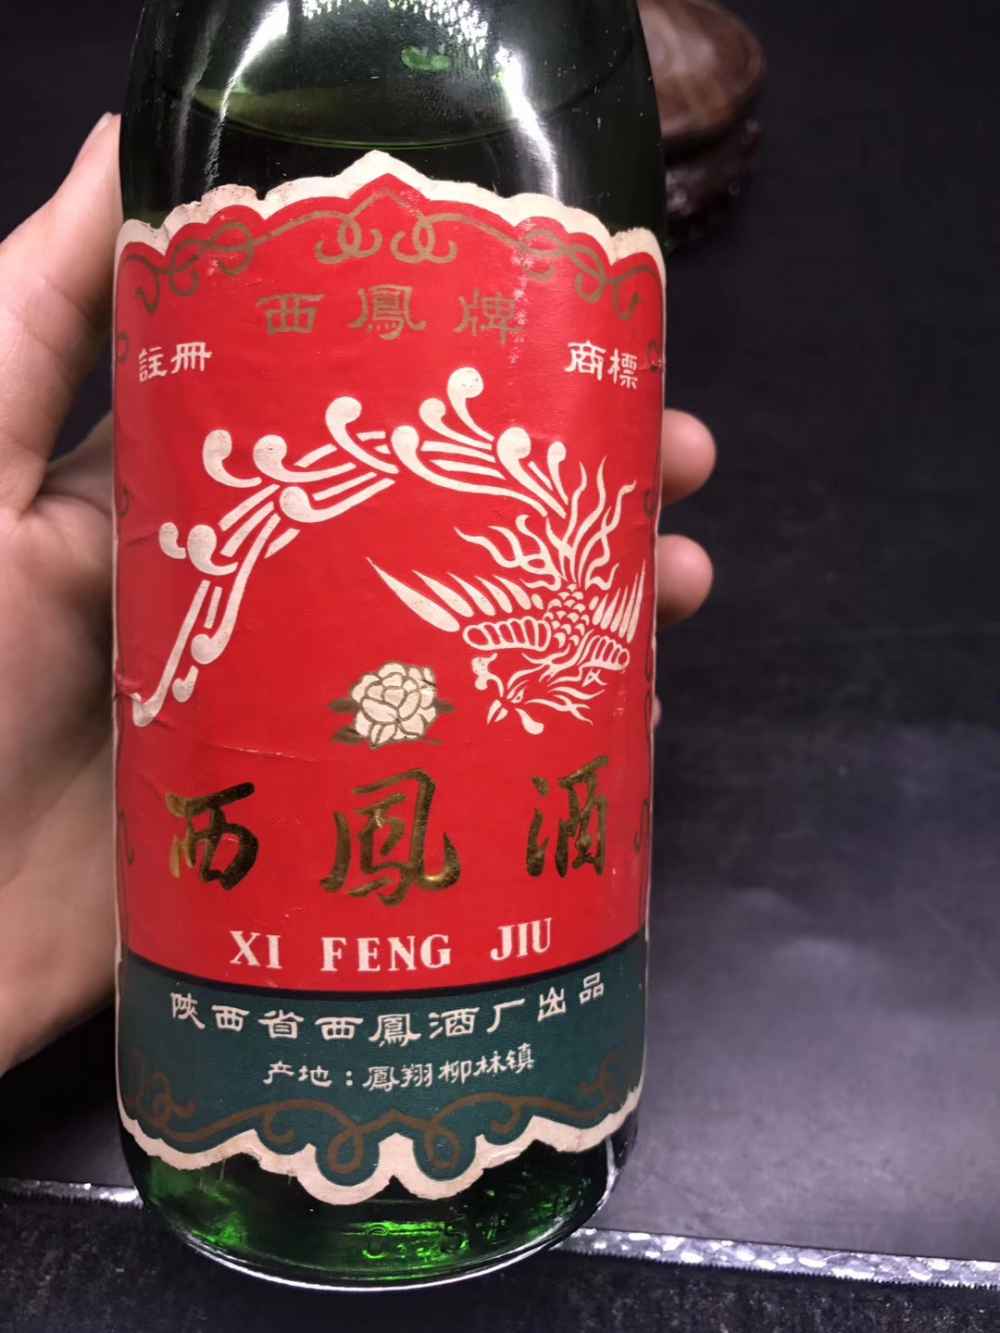 西鳳牌
註冊 商標
西鳳酒
XI FENG JIU
陕西省西鳳酒厂出品
产地：鳳翔柳林镇